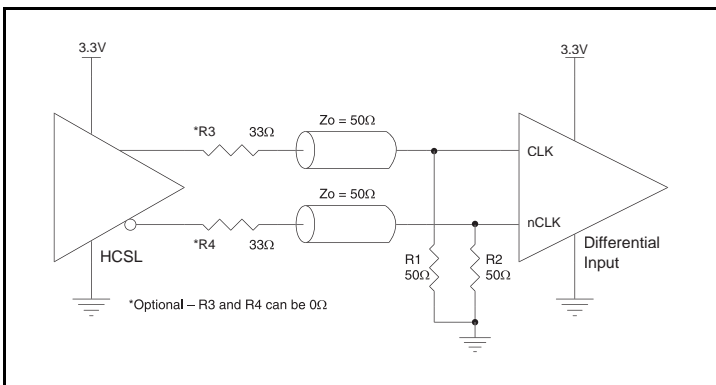 3.3V
3.3V
*R3
33Ω
Zo = 50Ω
CLK
Zo = 50Ω
nCLK
*R4
33Ω
HCSL
R1
50Ω
R2
50Ω
Differential
Input
*Optional – R3 and R4 can be 0Ω